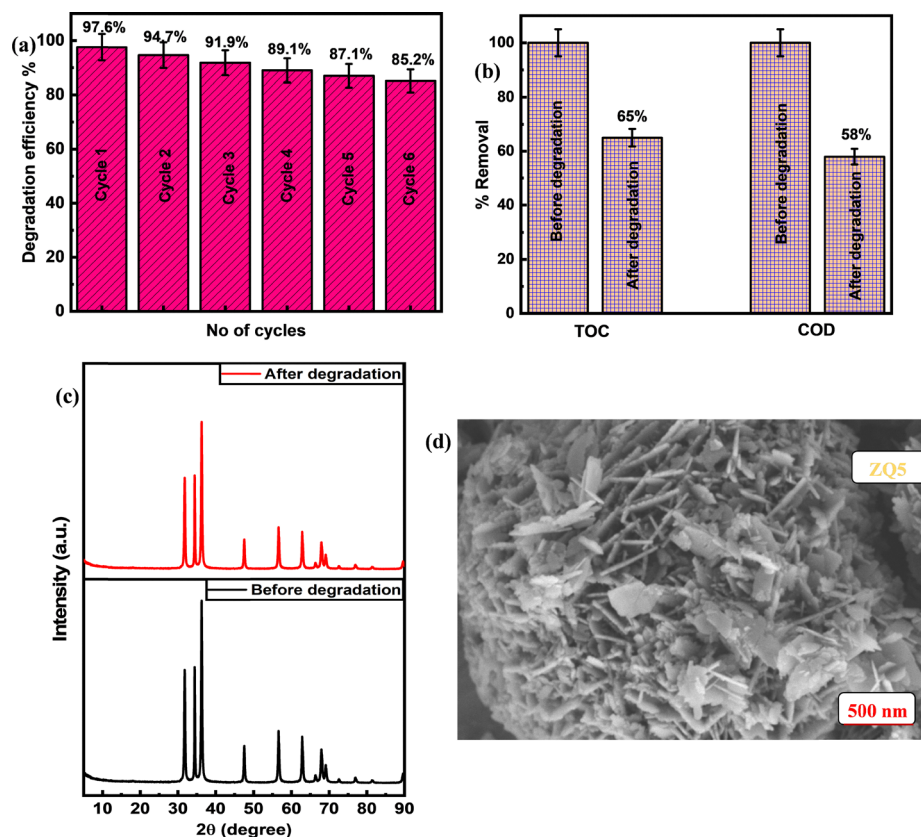 (a)
97.6%
94.7%
91.9%
89.1%
87.1%
85.2%
100
80
60
40
20
0
Degradation efficiency %
Cycle 1
Cycle 2
Cycle 3
Cycle 4
Cycle 5
Cycle 6
No of cycles
(b)
100
80
60
40
20
0
% Removal
Before degradation
65%
After degradation
Before degradation
58%
After degradation
TOC
COD
(c)
After degradation
Before degradation
Intensity (a.u.)
10 20 30 40 50 60 70 80 90
2θ (degree)
(d)
ZQ5
500 nm